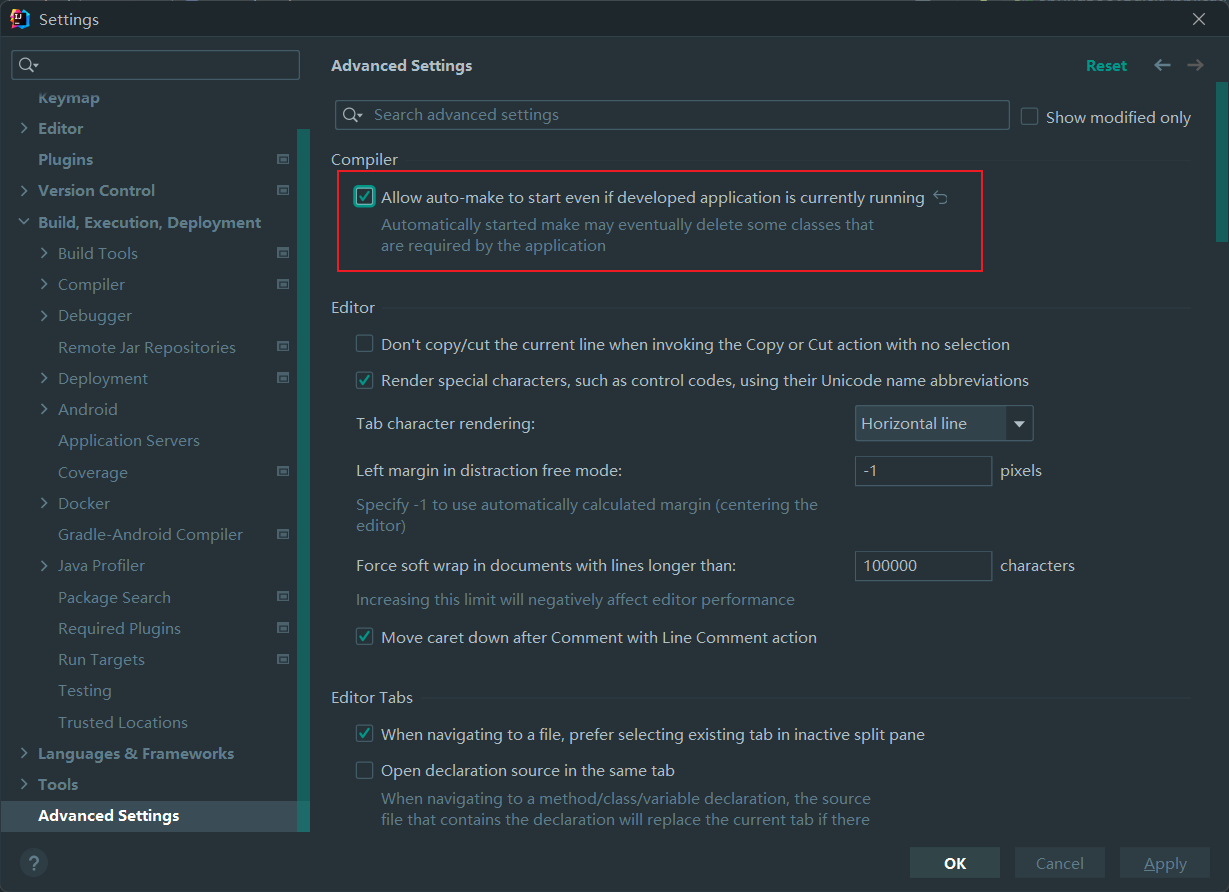 Settings
Keymap
Editor
Plugins
Version Control
Build, Execution, Deployment
Build Tools
Compiler
Debugger
Remote Jar Repositories
Deployment
Android
Application Servers
Coverage
Docker
Gradle-Android Compiler
Java Profiler
Package Search
Required Plugins
Run Targets
Testing
Trusted Locations
Languages & Frameworks
Tools
Advanced Settings
Advanced Settings
Reset
Search advanced settings
Show modified only
Compiler
Allow auto-make to start even if developed application is currently running
Automatically started make may eventually delete some classes that
are required by the application
Editor
Don't copy/cut the current line when invoking the Copy or Cut action with no selection
Render special characters, such as control codes, using their Unicode name abbreviations
Tab character rendering:
Horizontal line
Left margin in distraction free mode:
-1
pixels
Specify -1 to use automatically calculated margin (centering the
editor)
Force soft wrap in documents with lines longer than:
100000
characters
Increasing this limit will negatively affect editor performance
Move caret down after Comment with Line Comment action
Editor Tabs
When navigating to a file, prefer selecting existing tab in inactive split pane
Open declaration source in the same tab
When navigating to a method/class/variable declaration, the source
file that contains the declaration will replace the current tab if there
?
OK
Cancel
Apply